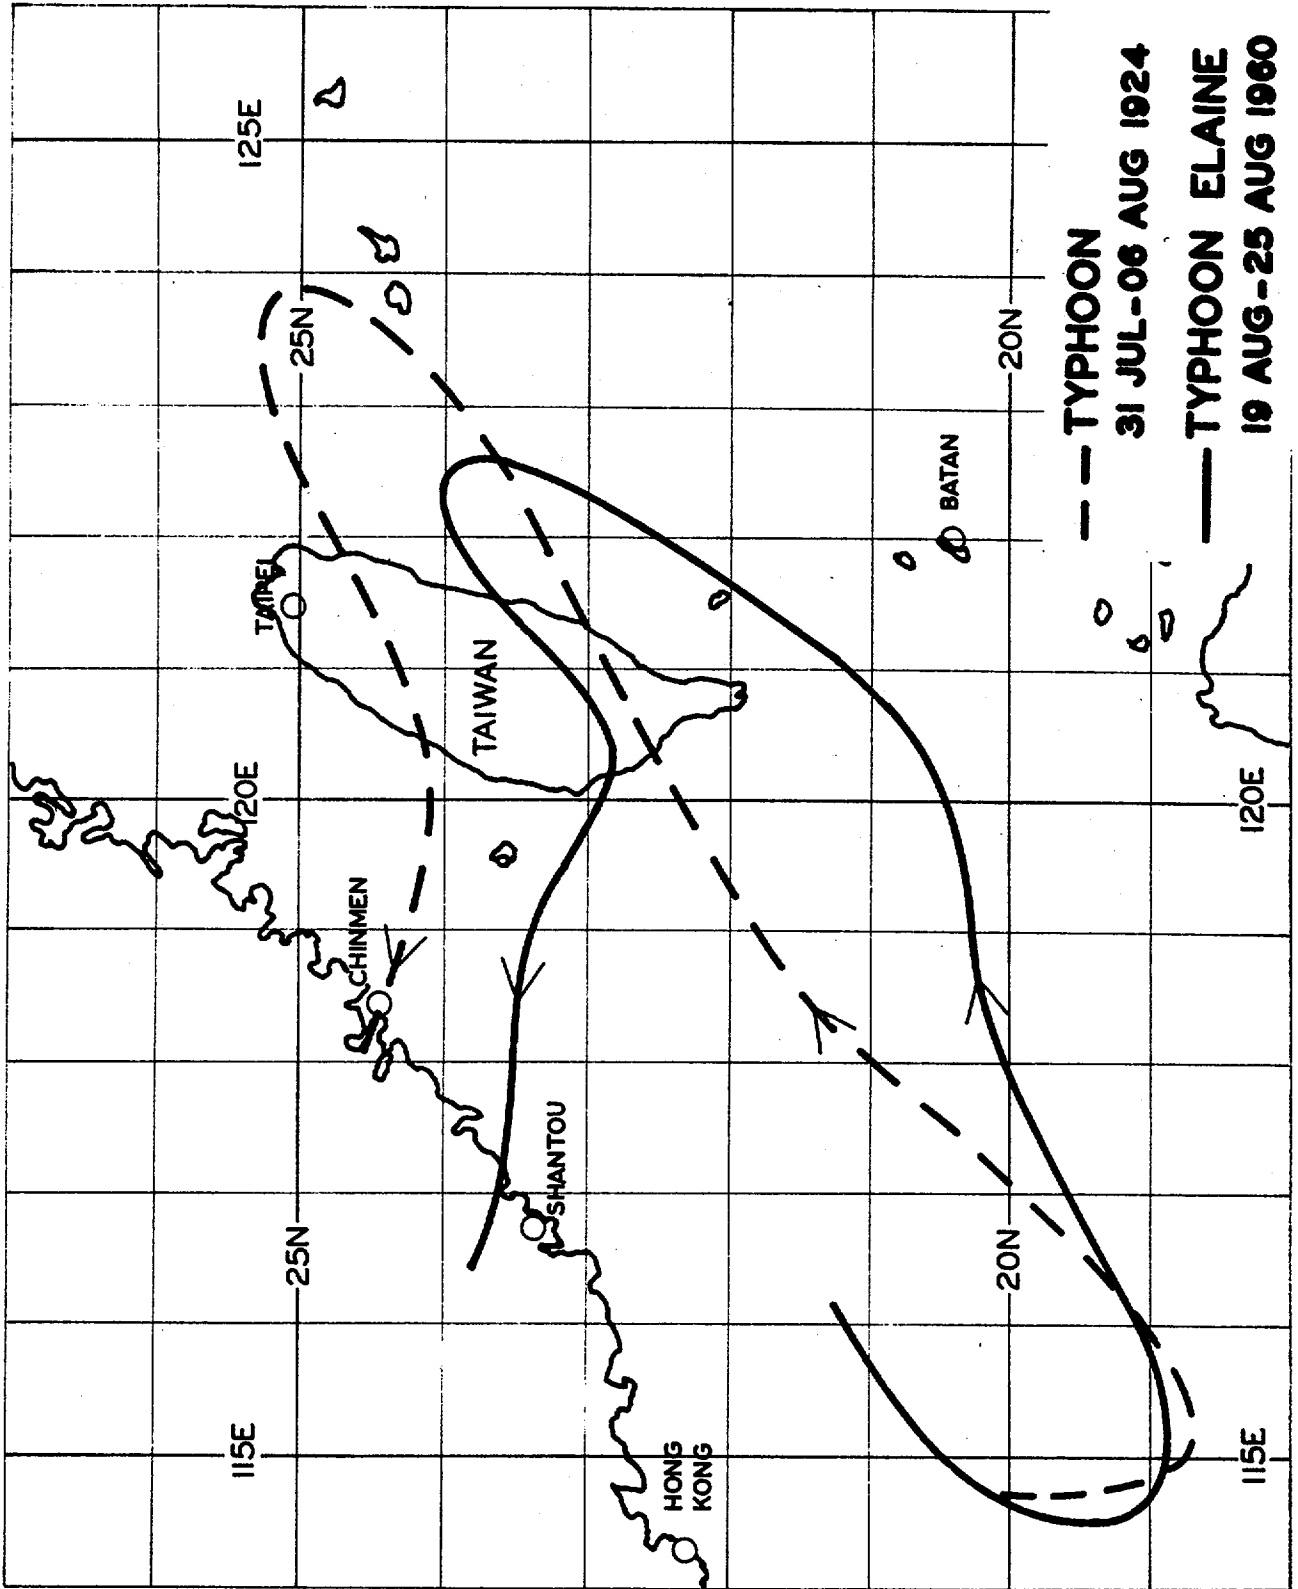 115E
120E
125E
25N
25N
TAIPEI
CHINMEN
TAIWAN
SHANTOU
HONG
KONG
BATAN
20N
20N
115E
120E
TYPHOON
31 JUL-06 AUG 1924
TYPHOON ELAINE
19 AUG-25 AUG 1960